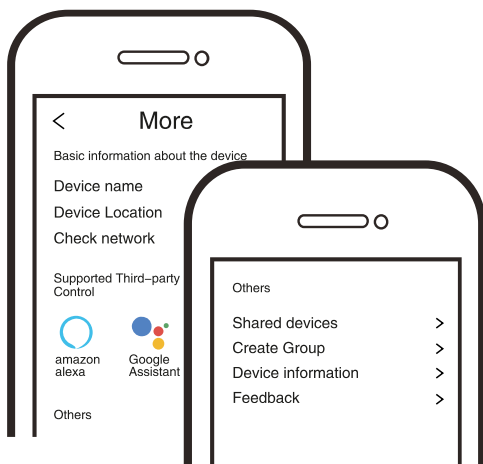 More
Basic information about the device
Device name
Device Location
Check network
Supported Third-party
Control
amazon
alexa
Google
Assistant
Others
Others
Shared devices
Create Group
Device information
Feedback